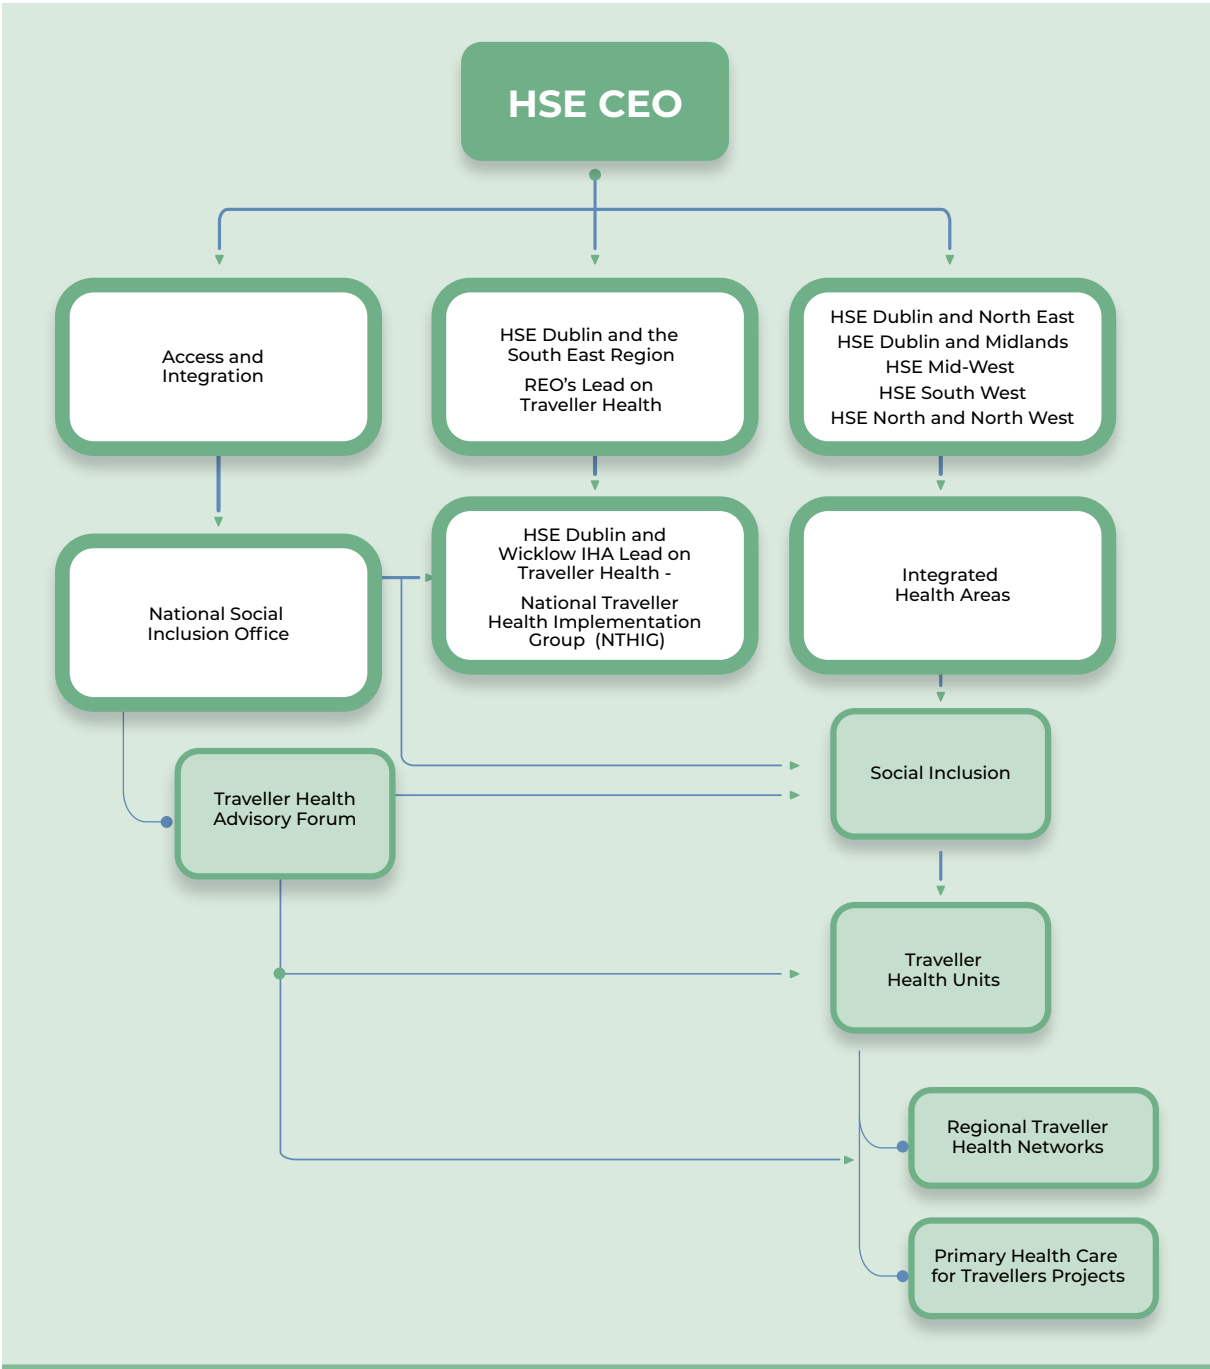 HSE CEO
Access and
Integration
HSE Dublin and the
South East Region
REO’s Lead on
Traveller Health
HSE Dublin and North East
HSE Dublin and Midlands
HSE Mid-West
HSE South West
HSE North and North West
National Social
Inclusion Office
HSE Dublin and
Wicklow IHA Lead on
Traveller Health -
National Traveller
Health Implementation
Group (NTHIG)
Integrated
Health Areas
Traveller Health
Advisory Forum
Social Inclusion
Traveller
Health Units
Regional Traveller
Health Networks
Primary Health Care
for Travellers Projects